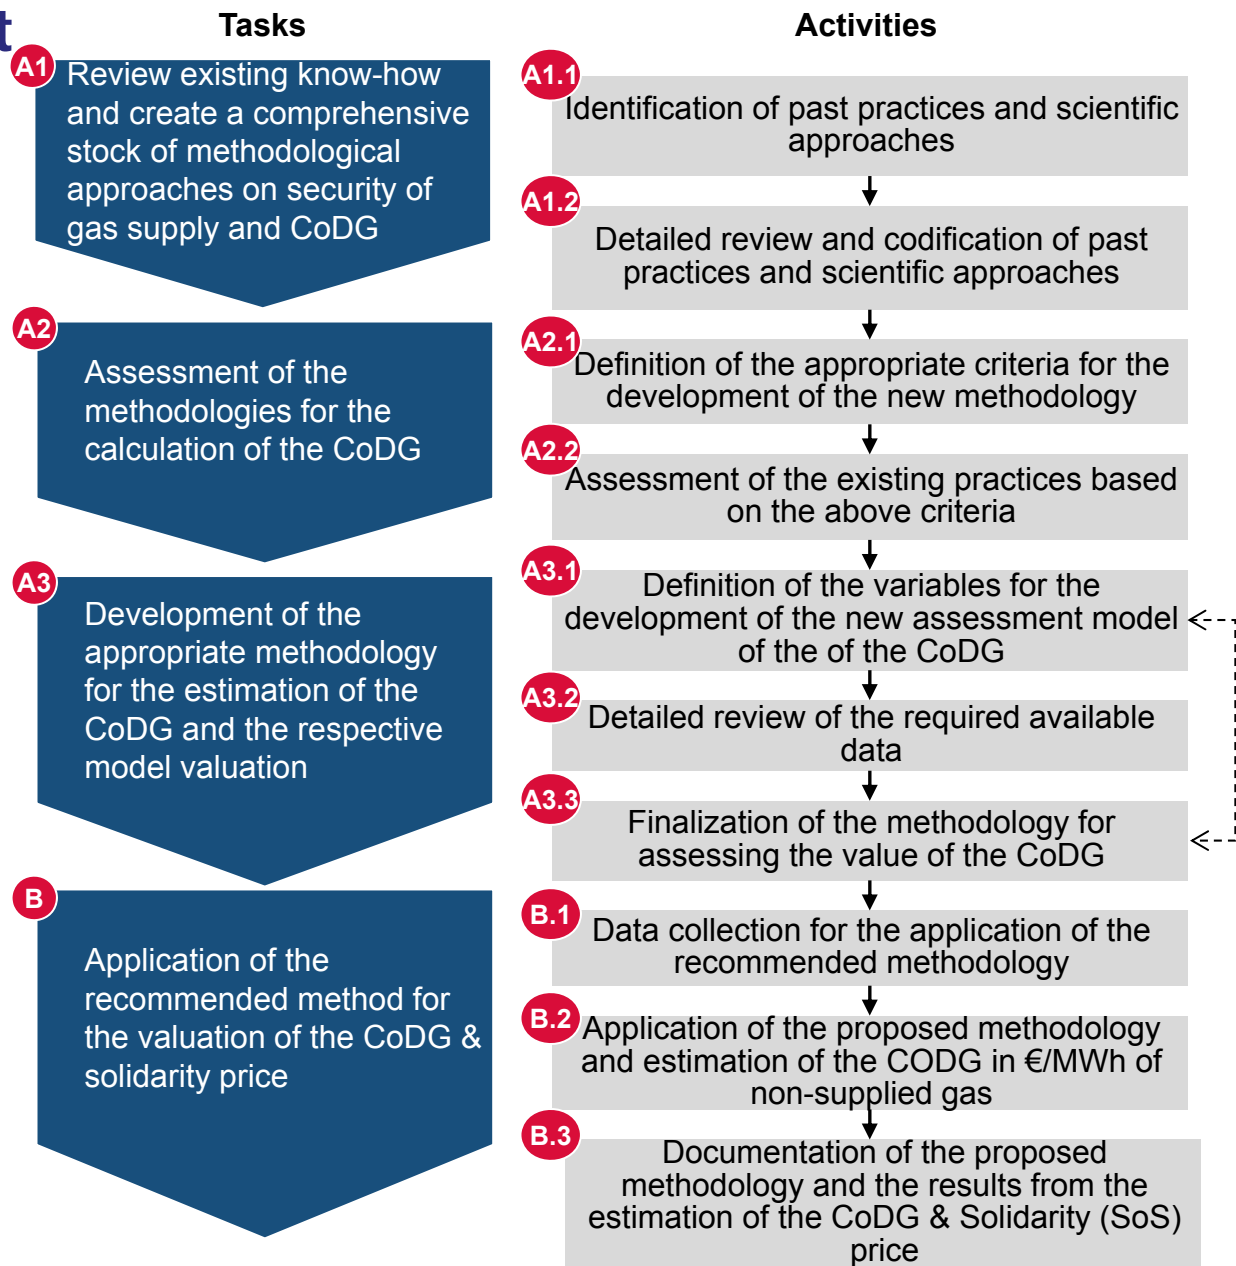 t
Tasks
A1
Review existing know-how
and create a comprehensive
stock of methodological
approaches on security of
gas supply and CoDG
A2
Assessment of the
methodologies for the
calculation of the CoDG
A3
Development of the
appropriate methodology
for the estimation of the
CoDG and the respective
model valuation
B
Application of the
recommended method for
the valuation of the CoDG &
solidarity price
Activities
A1.1
Identification of past practices and scientific
approaches
A1.2
Detailed review and codification of past
practices and scientific approaches
A2.1
Definition of the appropriate criteria for the
development of the new methodology
A2.2
Assessment of the existing practices based
on the above criteria
A3.1
Definition of the variables for the
development of the new assessment model
of the of the CoDG
A3.2
Detailed review of the required available
data
A3.3
Finalization of the methodology for
assessing the value of the CoDG
B.1
Data collection for the application of the
recommended methodology
B.2
Application of the proposed methodology
and estimation of the CODG in €/MWh of
non-supplied gas
B.3
Documentation of the proposed
methodology and the results from the
estimation of the CoDG & Solidarity (SoS)
price